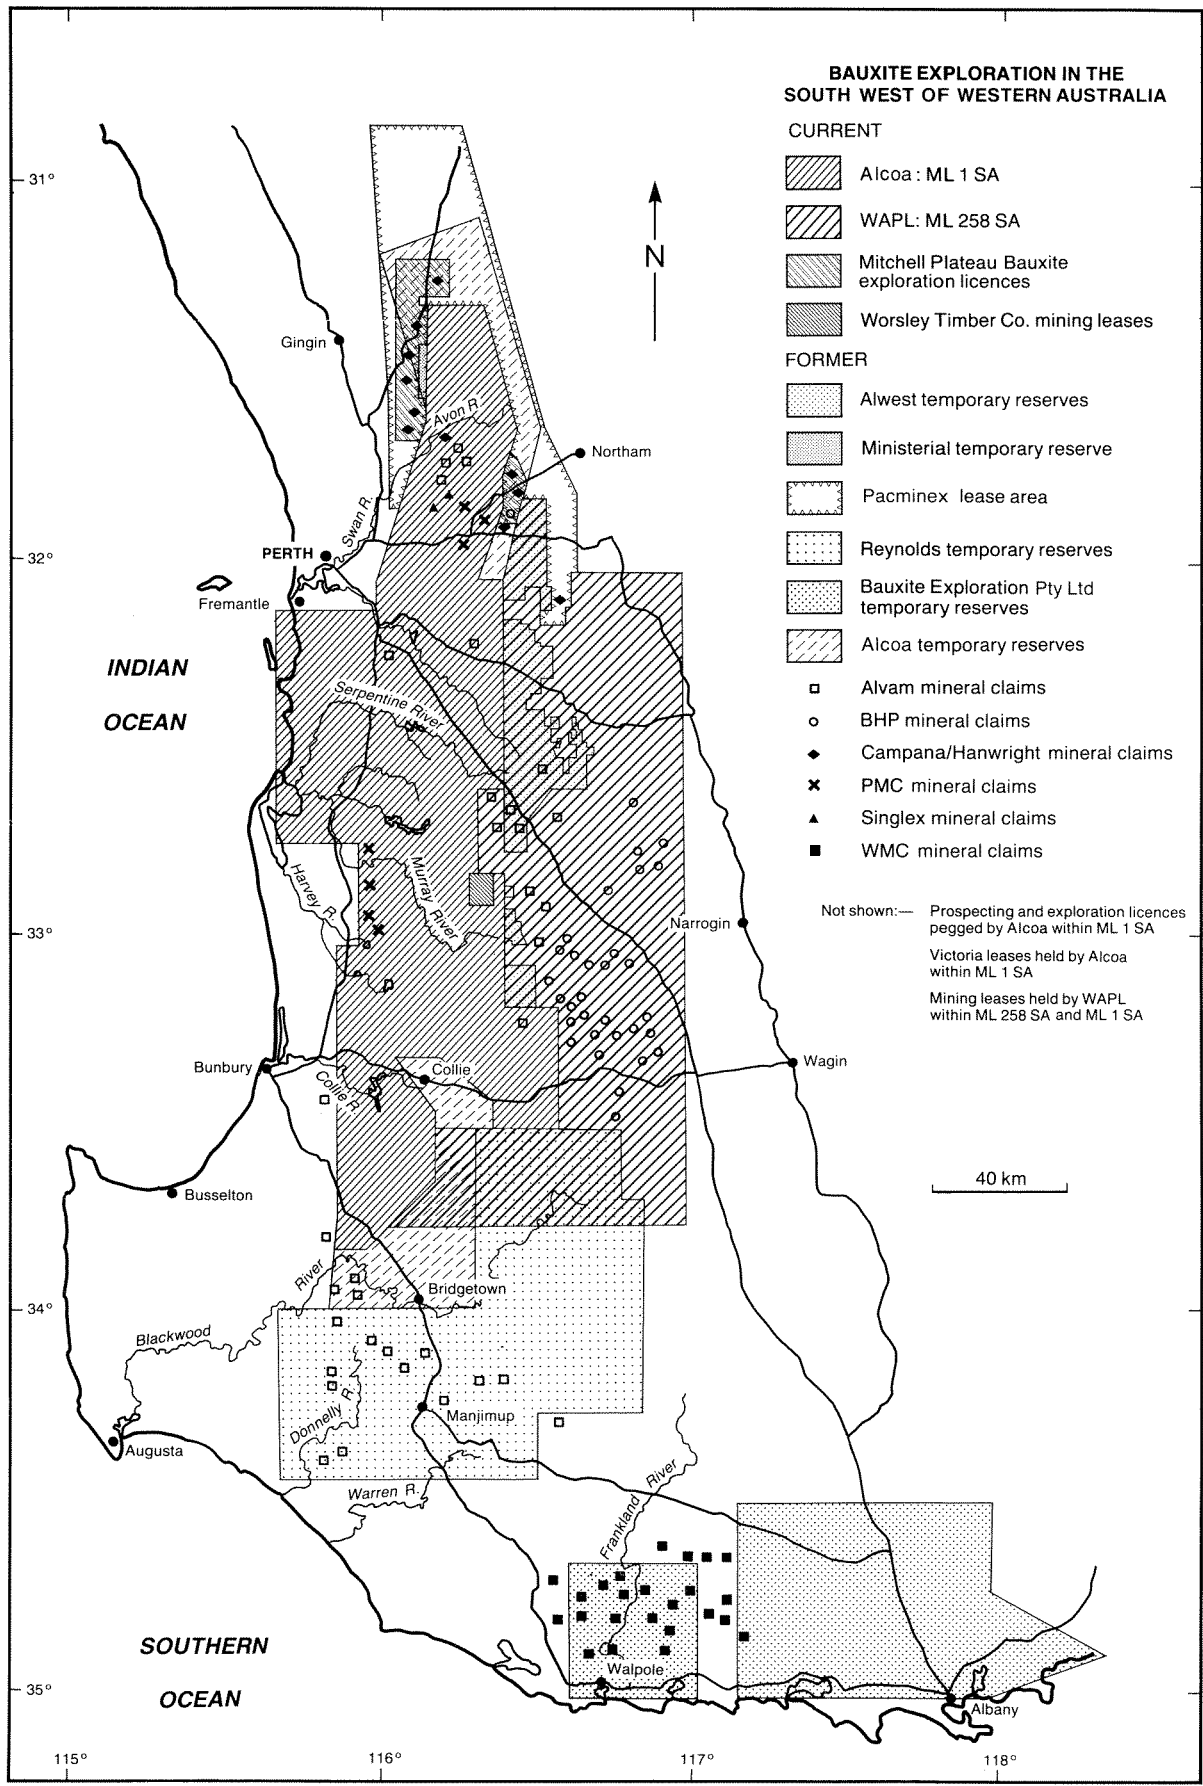 BAUXITE EXPLORATION IN THE
SOUTH WEST OF WESTERN AUSTRALIA
CURRENT
Alcoa : ML 1 SA
WAPL: ML 258 SA
Mitchell Plateau Bauxite
exploration licences
Worsley Timber Co. mining leases
FORMER
Alwest temporary reserves
Ministerial temporary reserve
Pacminex lease area
Reynolds temporary reserves
Bauxite Exploration Pty Ltd
temporary reserves
Alcoa temporary reserves
Alvam mineral claims
BHP mineral claims
Campana/Hanwright mineral claims
PMC mineral claims
Singlex mineral claims
WMC mineral claims
Not shown:— Prospecting and exploration licences
pegged by Alcoa within ML 1 SA
Victoria leases held by Alcoa
within ML 1 SA
Mining leases held by WAPL
within ML 258 SA and ML 1 SA
40 km
N
31°
32°
33°
34°
35°
115°
116°
117°
118°
Gingin
Avon R
Northam
Swan R.
PERTH
Fremantle
INDIAN
OCEAN
Serpentine River
Harvey R.
Murray River
Narrogin
Bunbury
Collie R.
Collie
Wagin
Busselton
River
Blackwood
Bridgetown
Donnelly R.
Manjimup
Augusta
Warren R.
Frankland River
SOUTHERN
OCEAN
Walpole
Albany